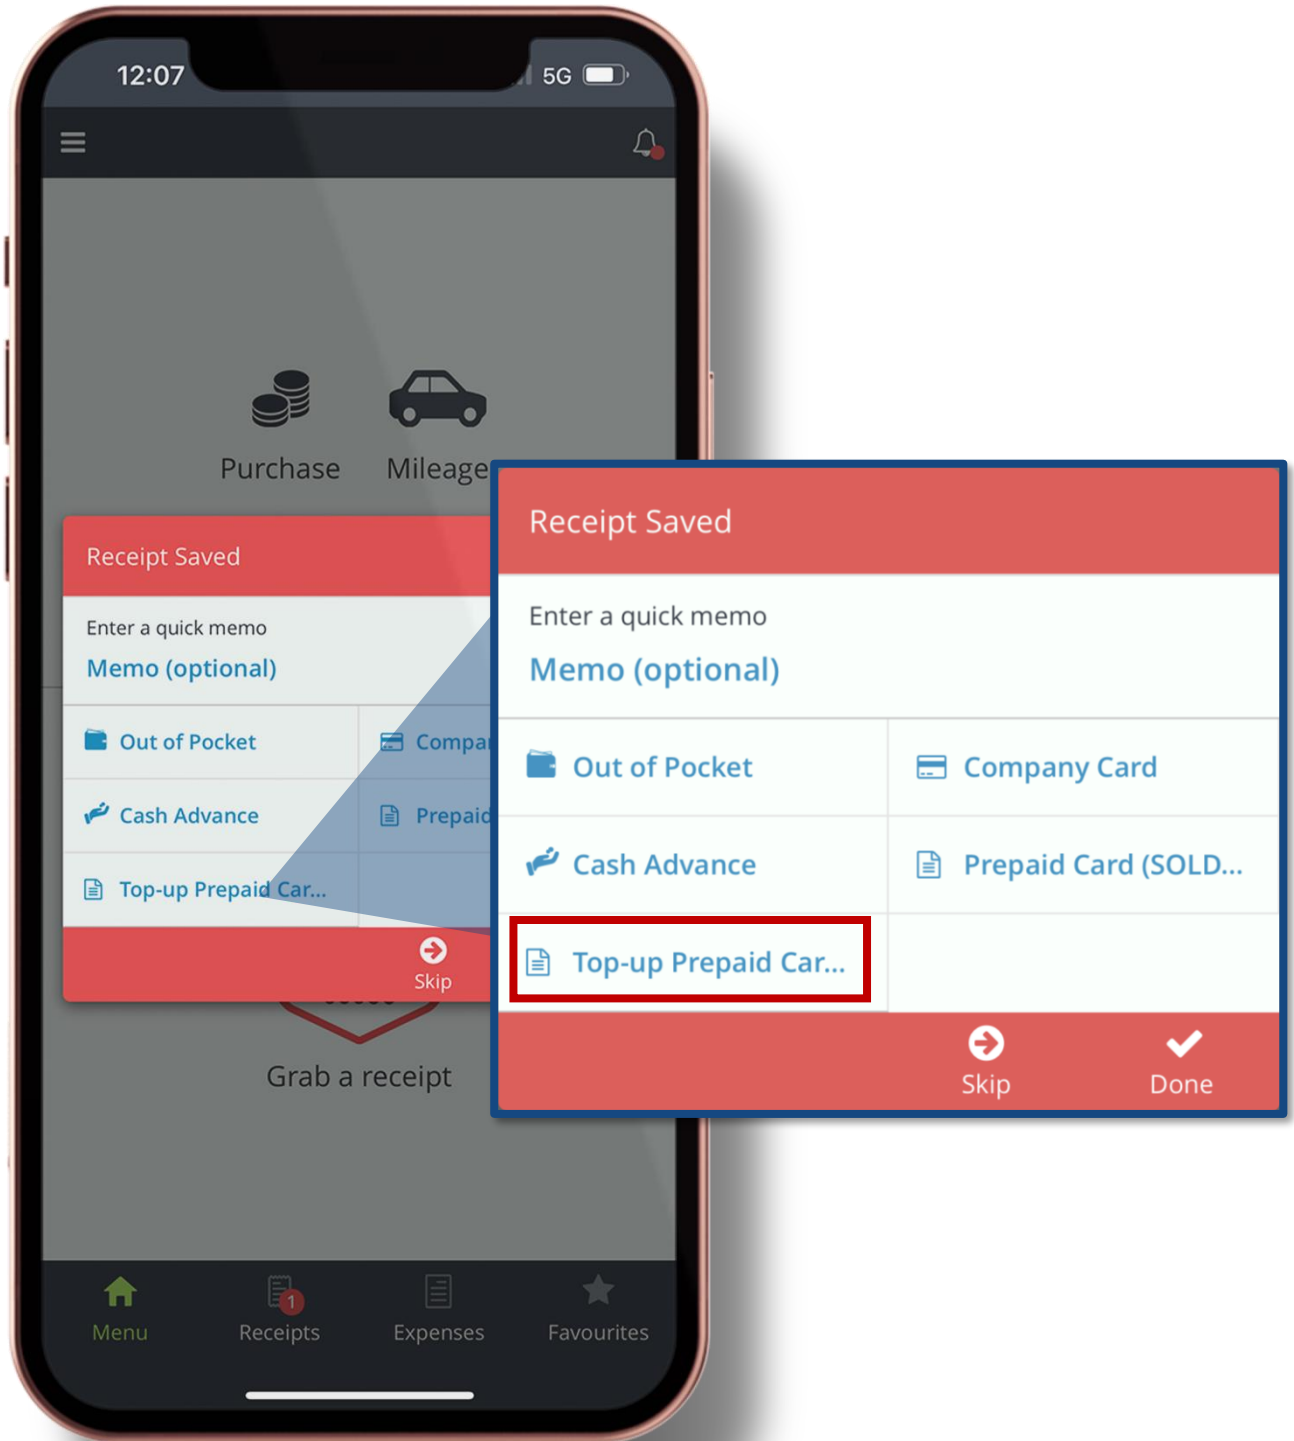 12:07
5G
Purchase
Mileage
Receipt Saved
Enter a quick memo
Memo (optional)
Out of Pocket
Cash Advance
Top-up Prepaid Car...
Skip
Grab a receipt
Menu
1
Receipts
Expenses
Favourites
Receipt Saved
Enter a quick memo
Memo (optional)
Out of Pocket
Company Card
Cash Advance
Prepaid Card (SOLD...
Top-up Prepaid Car...
Skip
Done